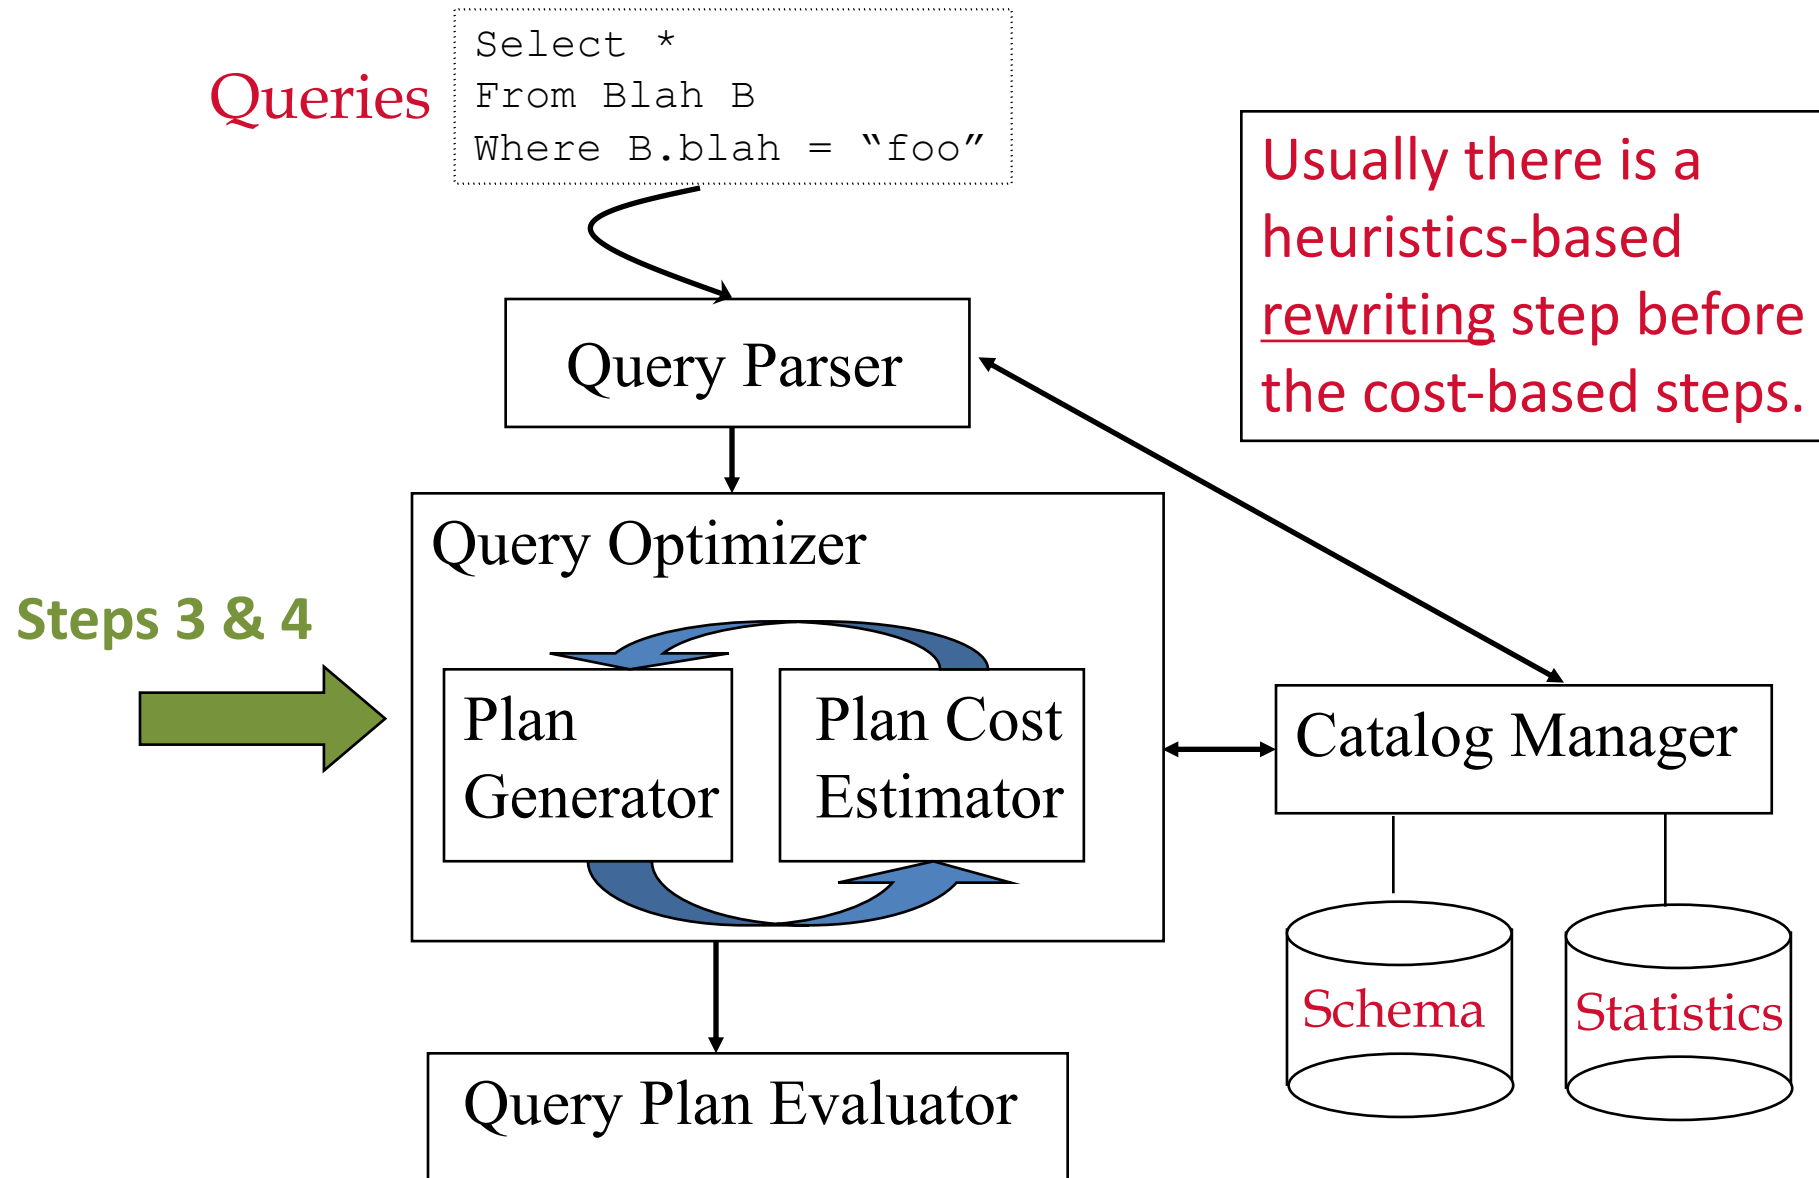 Queries
Select *
From Blah B
Where B.blah = “foo”
Usually there is a
heuristics-based
rewriting step before
the cost-based steps.
Query Parser
Query Optimizer
Steps 3 & 4
Plan
Generator
Plan Cost
Estimator
Catalog Manager
Schema
Statistics
Query Plan Evaluator